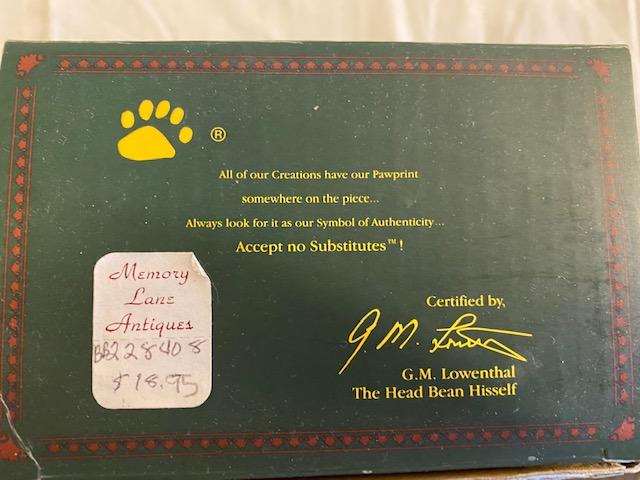 ®
All of our Creations have our Pawprint
somewhere on the piece...
Always look for it as our Symbol of Authenticity...
Accept no Substitutes™!
Memory
Lane
Antiques
BB228408
$18.95
Certified by,
G.M. Lowenthal
G.M. Lowenthal
The Head Bean Hisself